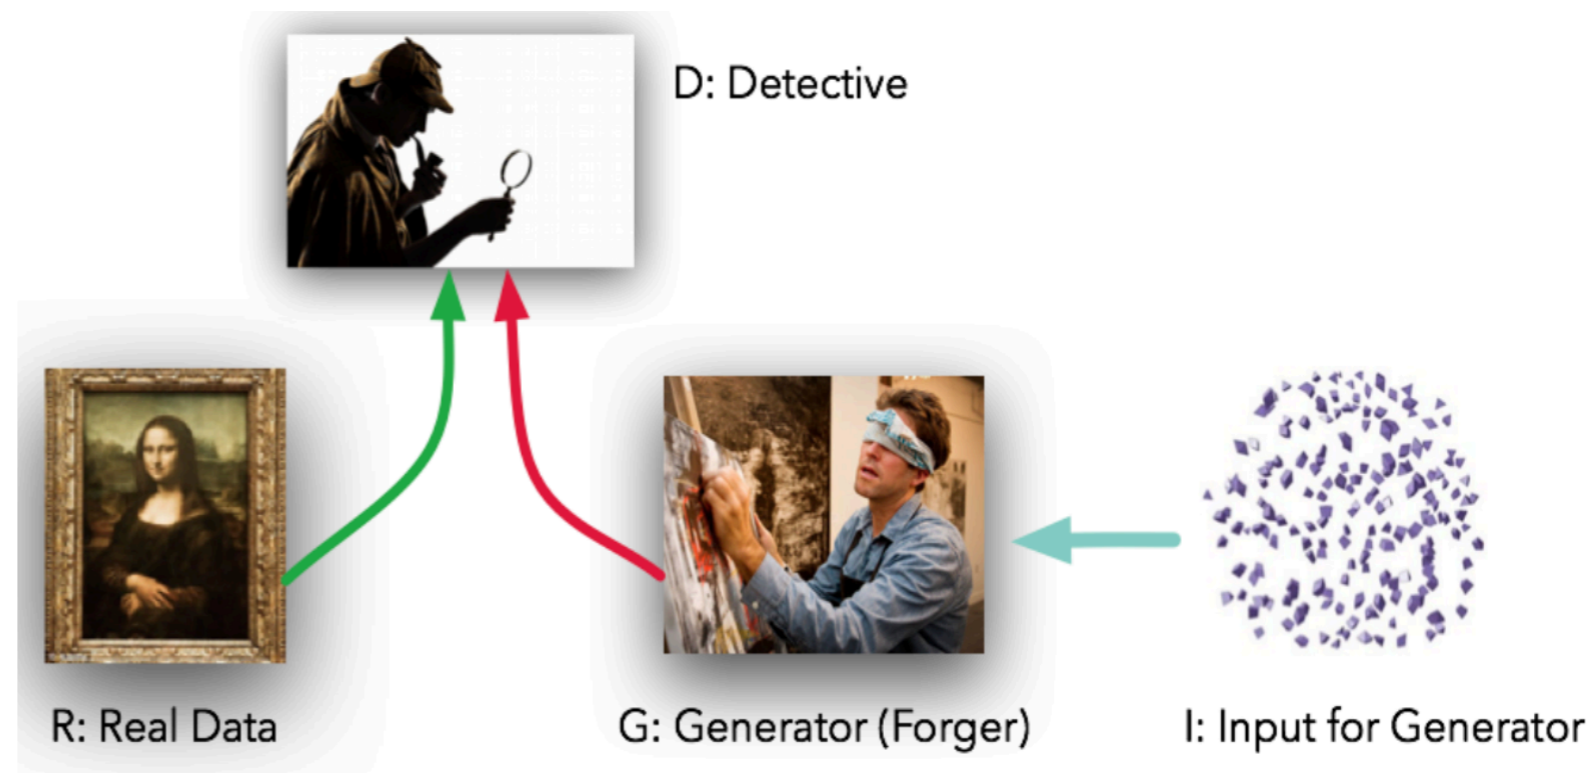 D: Detective
R: Real Data
G: Generator (Forger)
I: Input for Generator